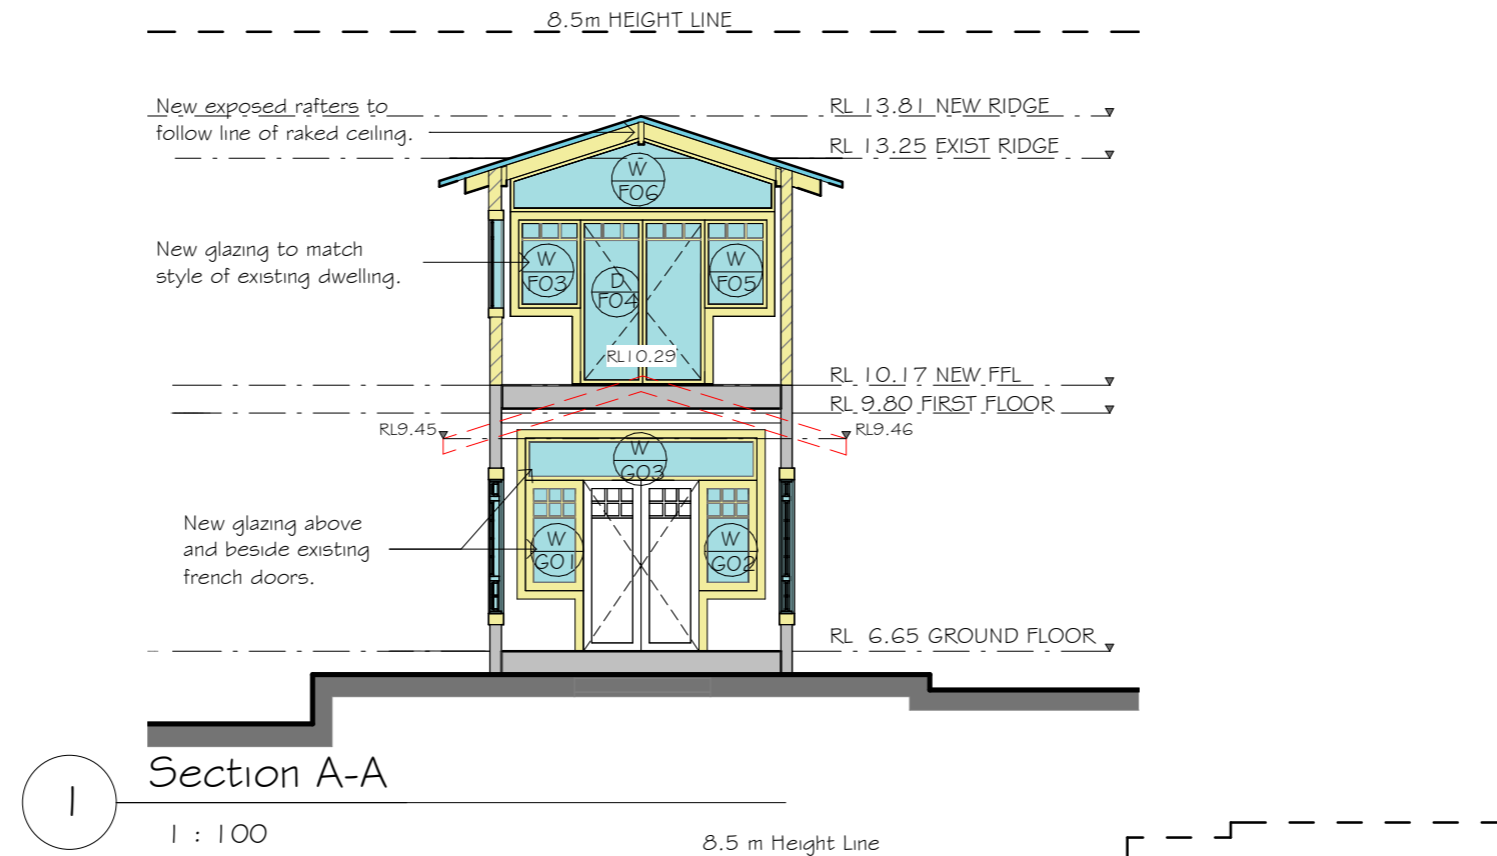 8.5m HEIGHT LINE
New exposed rafters to
follow line of raked ceiling.
RL 13.81 NEW RIDGE
RL 13.25 EXIST RIDGE
W
F06
New glazing to match
style of existing dwelling.
W
F03
D
F04
W
F05
RL10.29
RL 10.17 NEW FFL
RL 9.80 FIRST FLOOR
RL9.45
RL9.46
W
G03
New glazing above
and beside existing
french doors.
W
G01
W
G02
RL 6.65 GROUND FLOOR
1
Section A-A
1 : 100
8.5 m Height Line